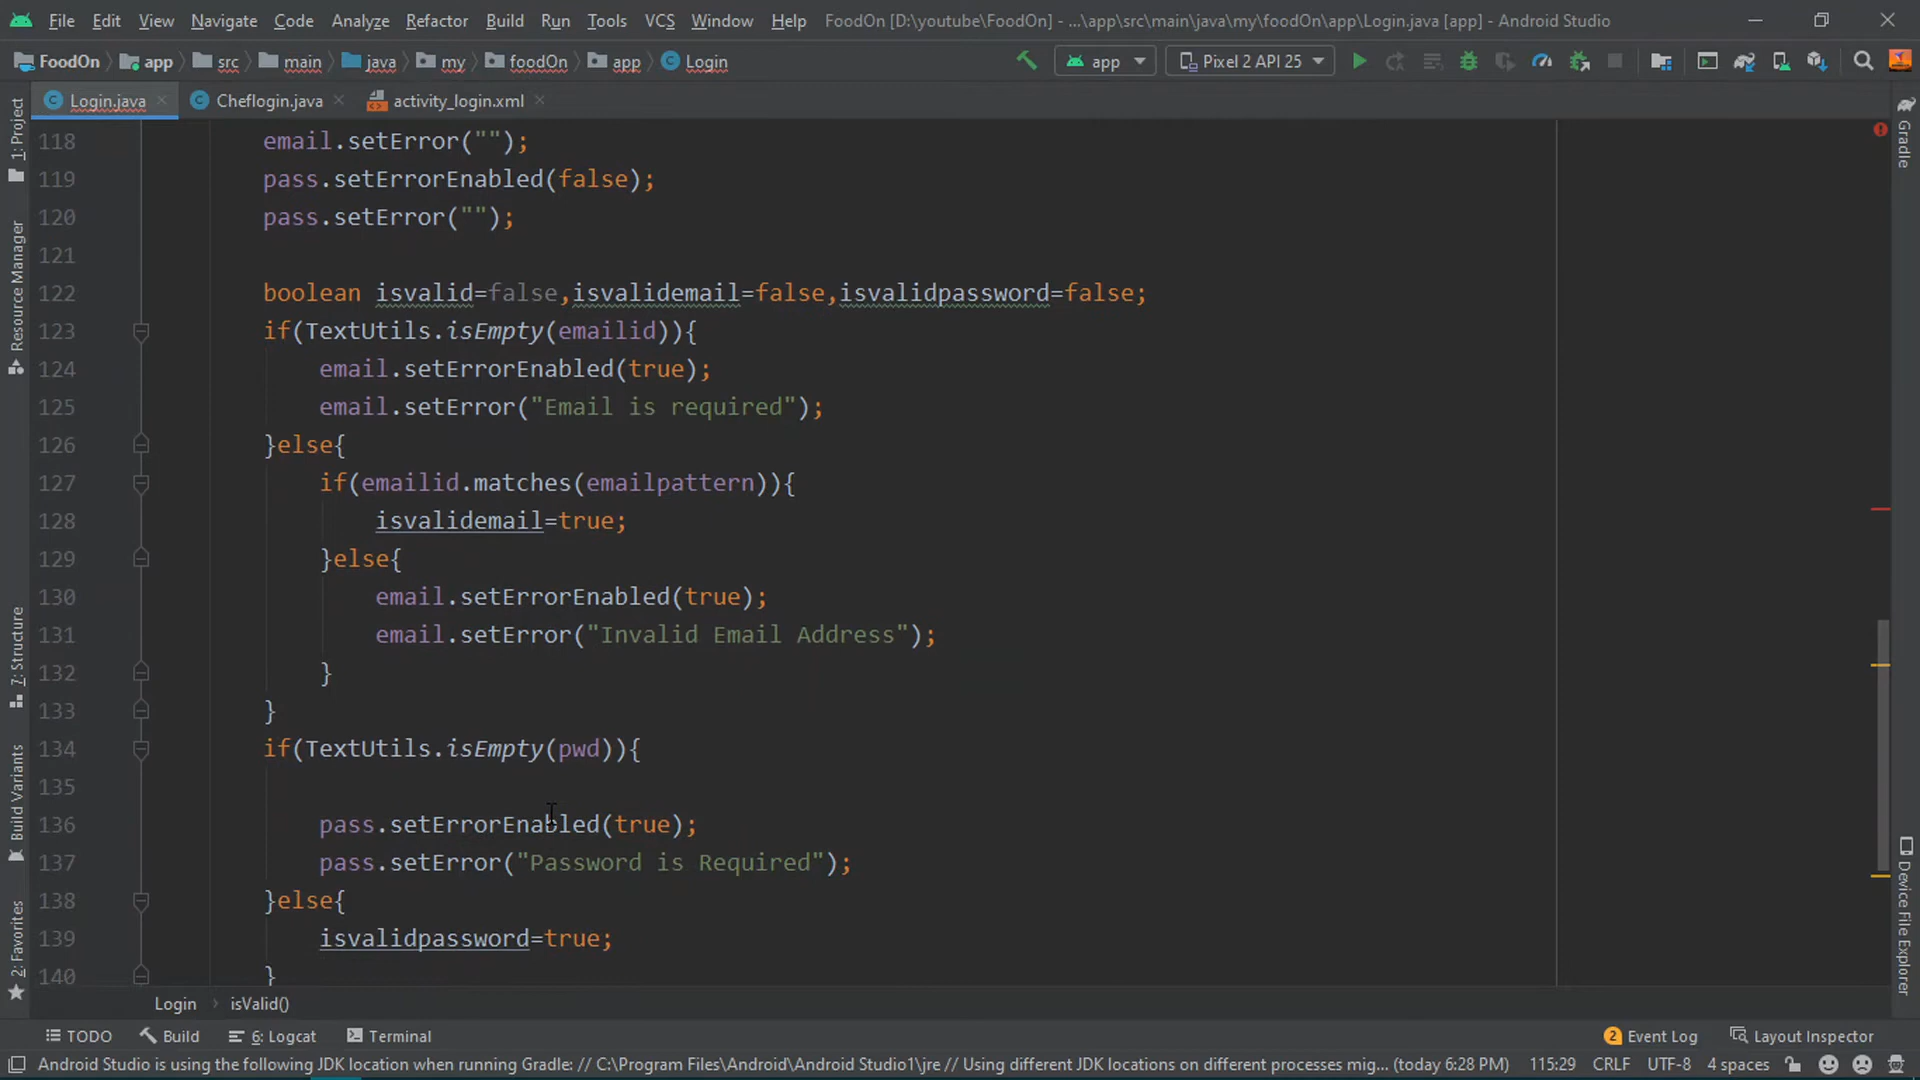 File Edit View Navigate Code Analyze Refactor Build Run Tools VCS Window Help FoodOn [D:\youtube\FoodOn] - ...\app\src\main\java\my\foodOn\app\Login.java [app] - Android Studio
FoodOn app src main java my foodOn app Login app Pixel 2 API 25
Login.java Cheflogin.java activity_login.xml
118 email.setError("");
119 pass.setErrorEnabled(false);
120 pass.setError("");
121
122 boolean isvalid=false,isvalidemail=false,isvalidpassword=false;
123 if(TextUtils.isEmpty(emailid)){
124 email.setErrorEnabled(true);
125 email.setError("Email is required");
126 }else{
127 if(emailid.matches(emailpattern)){
128 isvalidemail=true;
129 }else{
130 email.setErrorEnabled(true);
131 email.setError("Invalid Email Address");
132 }
133 }
134 if(TextUtils.isEmpty(pwd)){
135
136 pass.setErrorEnabled(true);
137 pass.setError("Password is Required");
138 }else{
139 isvalidpassword=true;
140 }
Login isValid()
TODO Build 6: Logcat Terminal 2 Event Log Layout Inspector
Android Studio is using the following JDK location when running Gradle: // C:\Program Files\Android\Android Studio1\jre // Using different JDK locations on different processes mig... (today 6:28 PM) 115:29 CRLF UTF-8 4 spaces
1: Project
Resource Manager
7: Structure
Build Variants
2: Favorites
Gradle
Device File Explorer